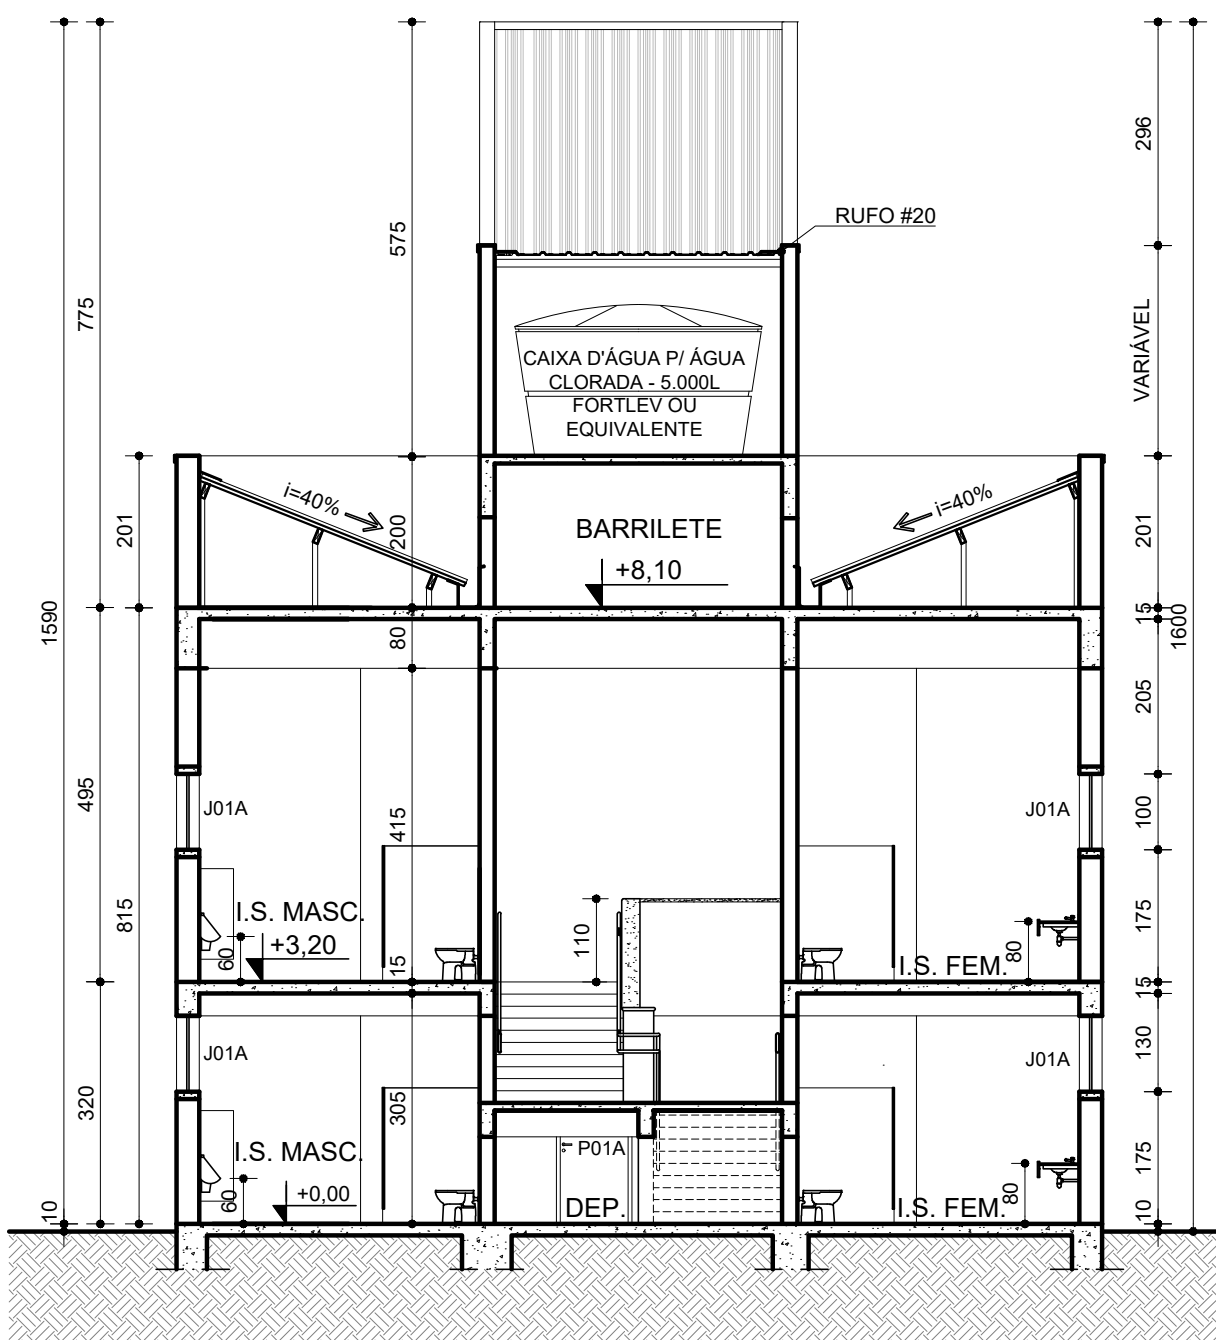 296
RUFO #20
575
775
VARIÁVEL
CAIXA D'ÁGUA P/ ÁGUA
CLORADA - 5.000L
FORTLEV OU
EQUIVALENTE
i=40%
i=40%
201
200
BARRILETE
+8,10
201
1590
15
1600
80
205
495
J01A
415
J01A
100
815
I.S. MASC.
+3,20
60
15
110
80
I.S. FEM.
175
15
J01A
J01A
130
320
305
P01A
I.S. MASC.
60
+0,00
DEP.
80
I.S. FEM.
175
10
10